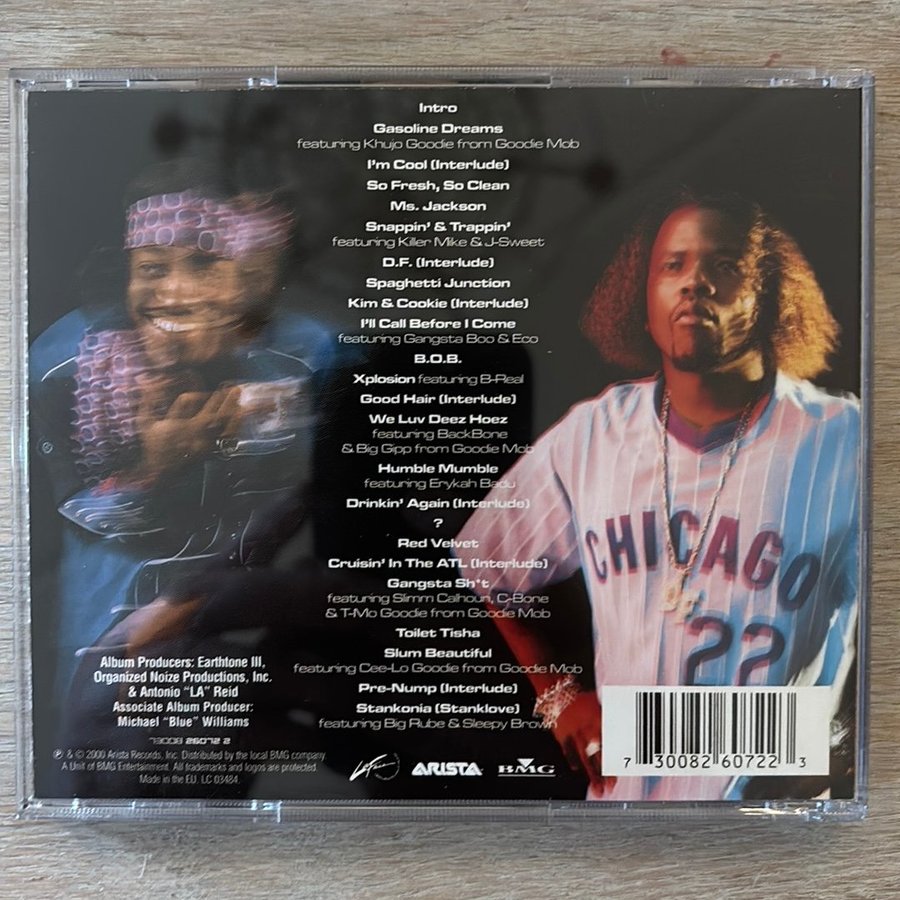 Intro
Gasoline Dreams
featuring Khujo Goodie from Goodie Mob
I'm Cool (Interlude)
So Fresh, So Clean
Ms. Jackson
Snappin' & Trappin'
featuring Killer Mike & J-Sweet
D.F. (Interlude)
Spaghetti Junction
Kim & Cookie (Interlude)
I'll Call Before I Come
featuring Gangsta Boo & Eco
B.O.B.
Xplosion featuring B-Real
Good Hair (Interlude)
We Luv Deez Hoez
featuring BackBone
& Big Gipp from Goodie Mob
Humble Mumble
featuring Erykah Badu
Drinkin' Again (Interlude)
?
Red Velvet
Cruisin' In The ATL (Interlude)
Gangsta Sh*t
featuring Slimm Calhoun, C-Bone
& T-Mo Goodie from Goodie Mob
Toilet Tisha
Slum Beautiful
featuring Cee-Lo Goodie from Goodie Mob
Pre-Nump (Interlude)
Stankonia (Stanklove)
featuring Big Rube & Sleepy Brown
CHICAGO
22
Album Producers: Earthtone III,
Organized Noize Productions, Inc.
& Antonio "LA" Reid
Associate Album Producer:
Michael "Blue" Williams
73008 26072 2
℗ & © 2000 Arista Records, Inc. Distributed by the local BMG company.
A Unit of BMG Entertainment. All trademarks and logos are protected.
Made in the EU. LC 03484.
LaFace
ARISTA
BMG
7 30082 60722 3